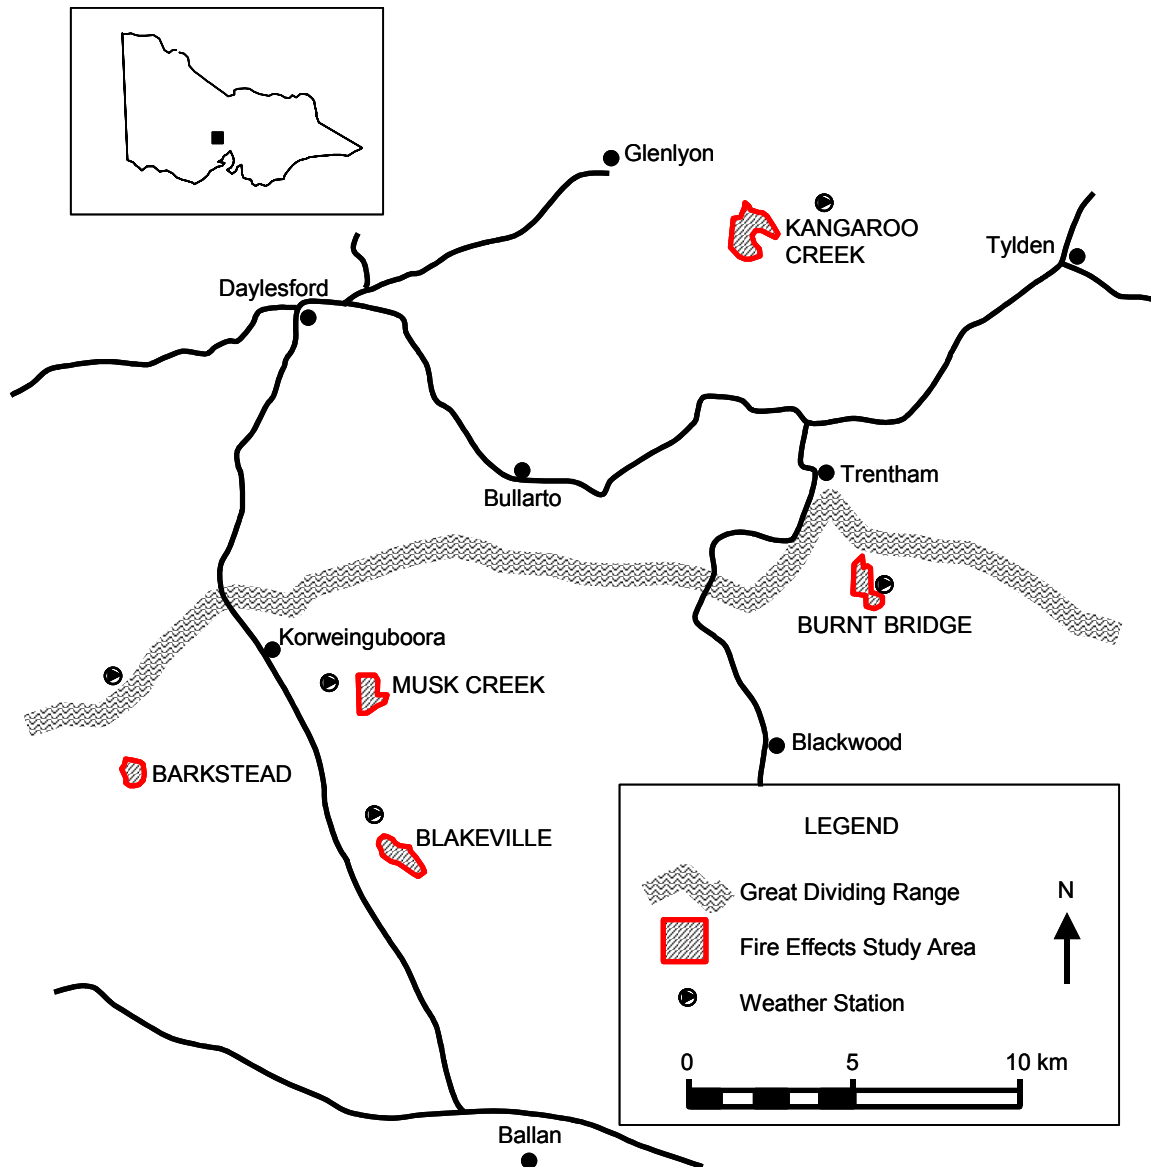 Glenlyon
KANGAROO
CREEK
Tylden
Daylesford
Trentham
Bullarto
BURNT BRIDGE
Korweinguboora
MUSK CREEK
Blackwood
BARKSTEAD
BLAKEVILLE
LEGEND
Great Dividing Range
N
Fire Effects Study Area
Weather Station
0 5 10 km
Ballan